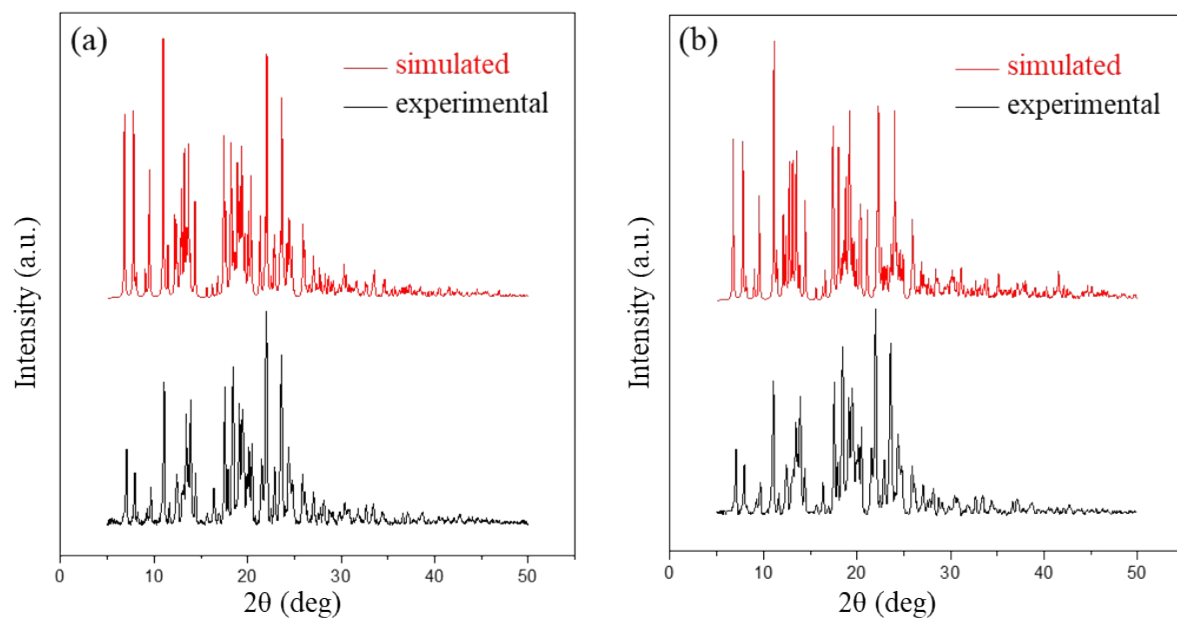 (a)
simulated
experimental
Intensity (a.u.)
0 10 20 30 40 50
2θ (deg)
(b)
simulated
experimental
Intensity (a.u.)
0 10 20 30 40 50
2θ (deg)